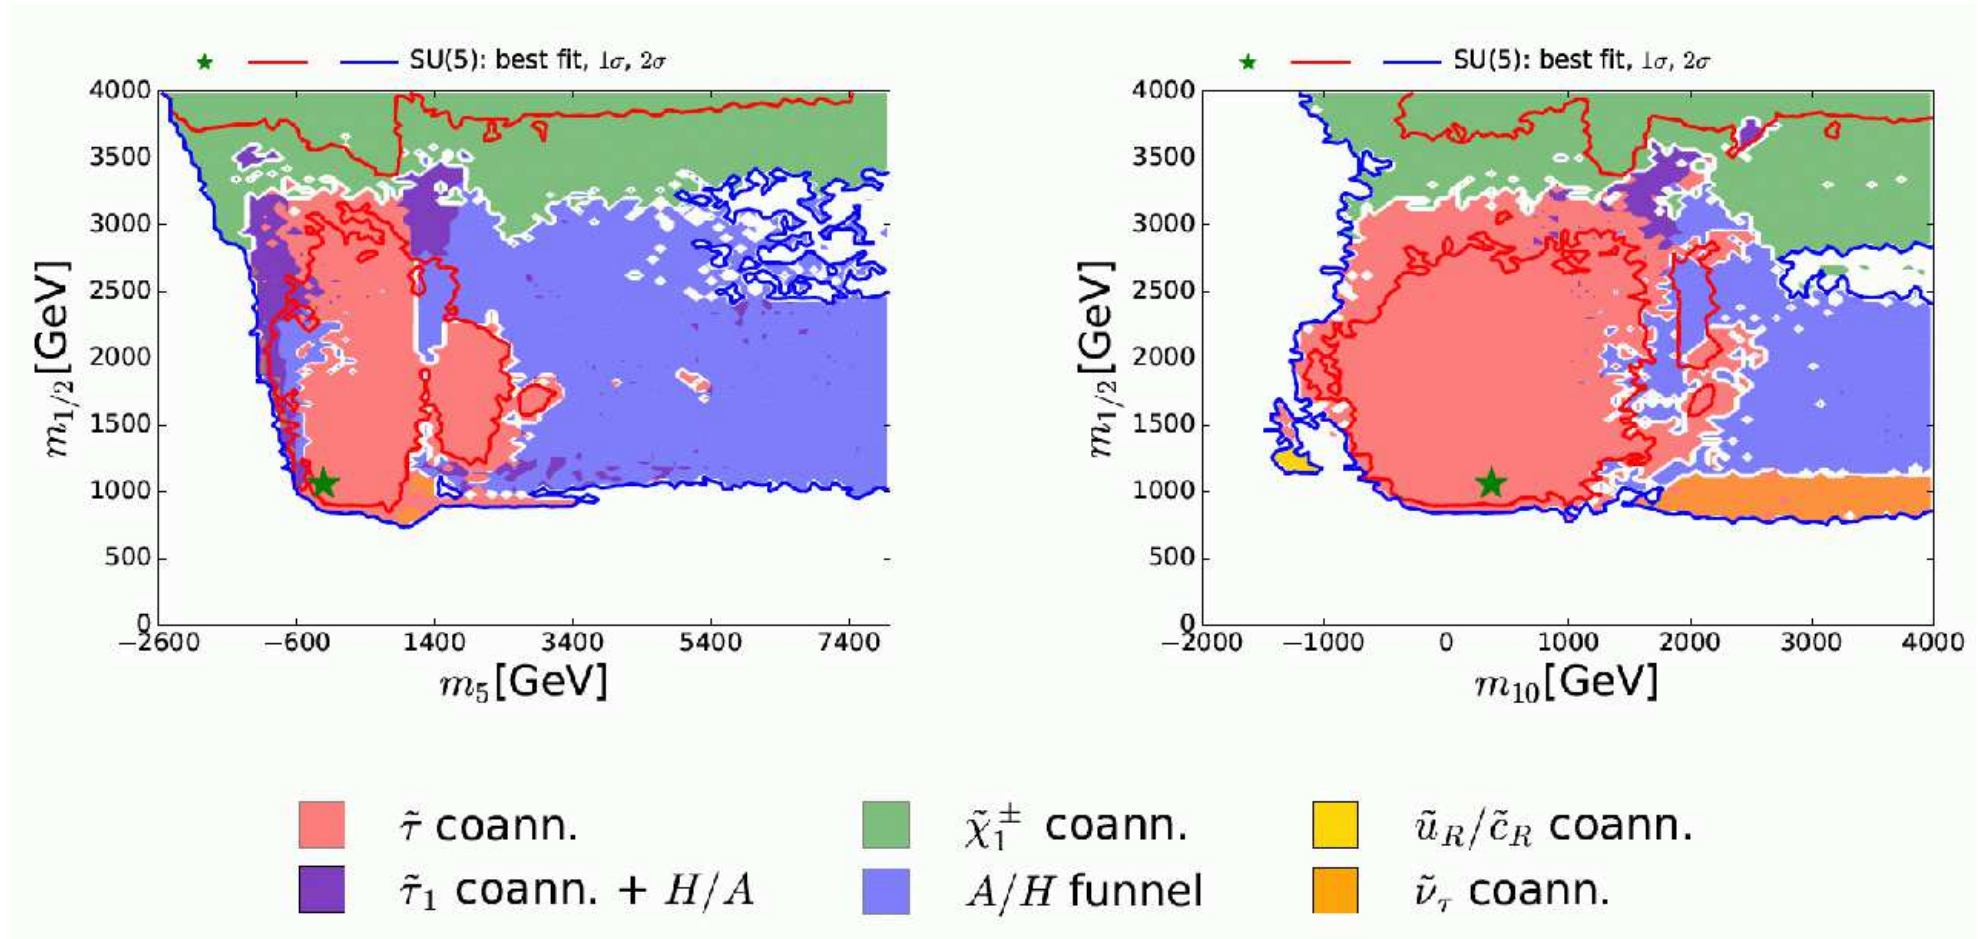 SU(5): best fit, 1σ, 2σ
4000
3500
3000
2500
2000
1500
1000
500
0
−2600 −600 1400 3400 5400 7400
m₅[GeV]
m₁/₂[GeV]
SU(5): best fit, 1σ, 2σ
4000
3500
3000
2500
2000
1500
1000
500
0
−2000 −1000 0 1000 2000 3000 4000
m₁₀[GeV]
m₁/₂[GeV]
τ̃ coann.
χ̃₁± coann.
ũ_R/c̃_R coann.
τ̃₁ coann. + H/A
A/H funnel
ν̃_τ coann.